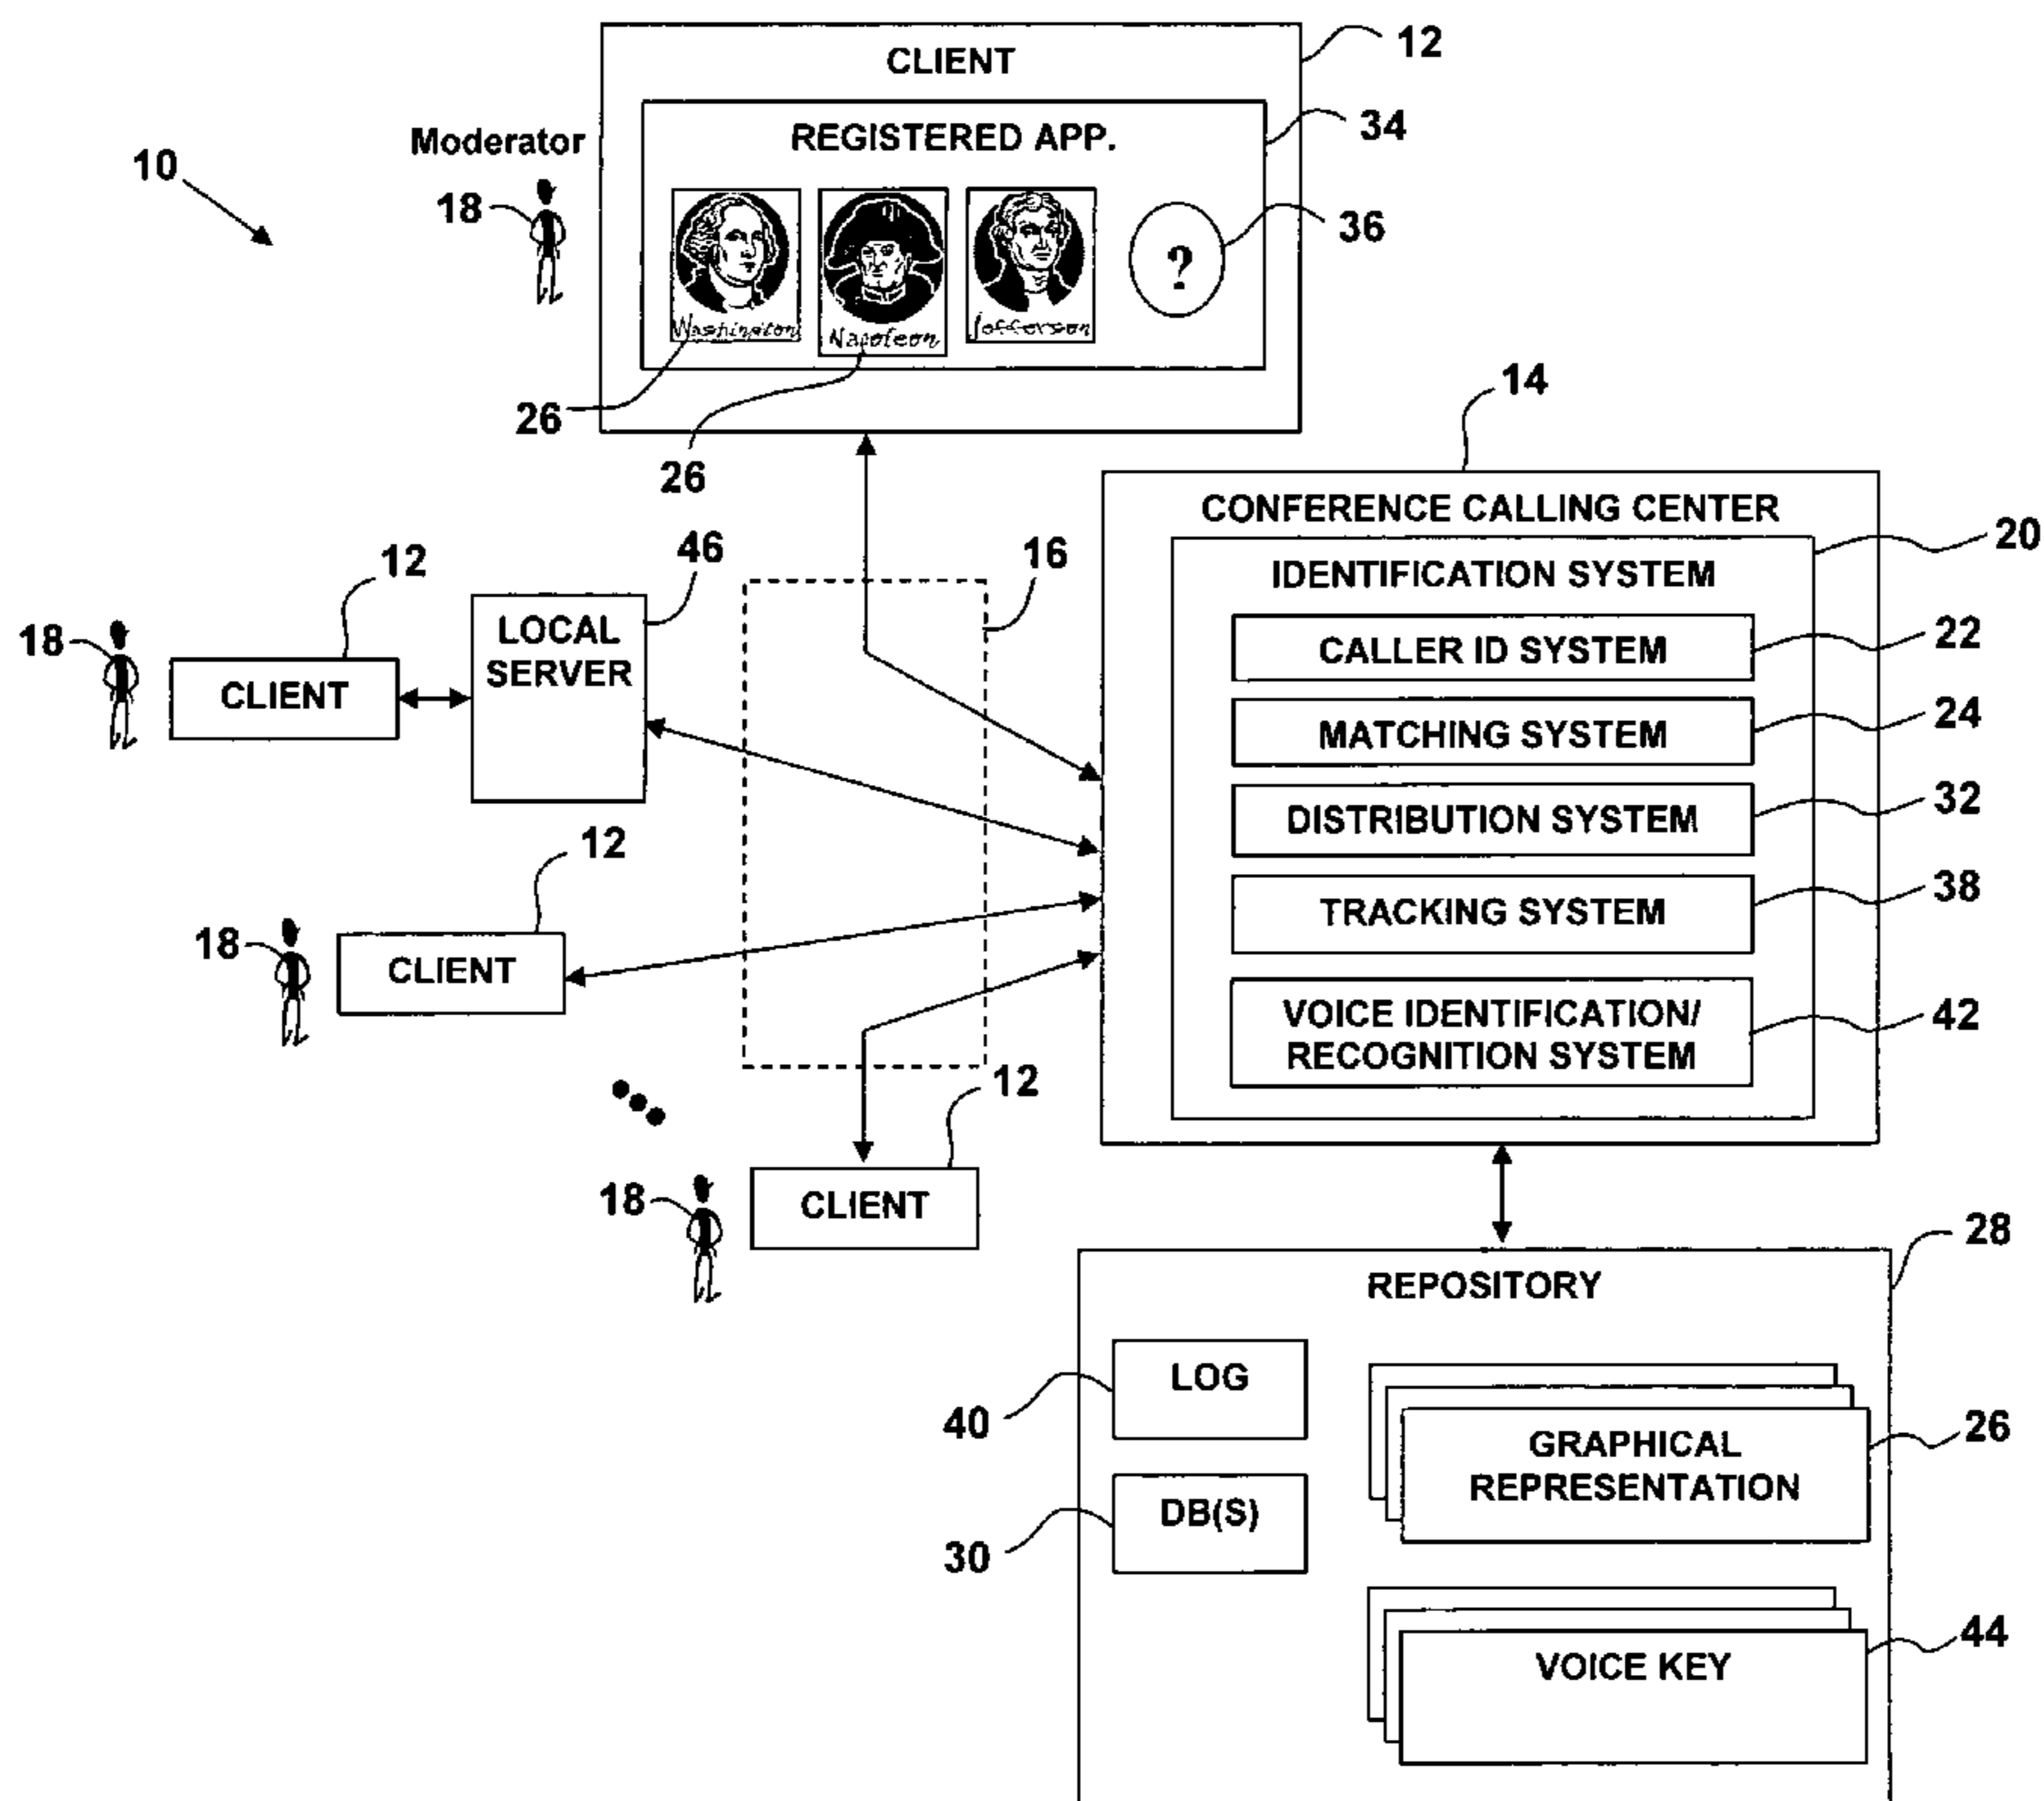 CLIENT
12
REGISTERED APP.
34
Moderator
10
18
36
?
Washington
Napoleon
Jefferson
26
26
14
CONFERENCE CALLING CENTER
20
IDENTIFICATION SYSTEM
CALLER ID SYSTEM
22
MATCHING SYSTEM
24
DISTRIBUTION SYSTEM
32
TRACKING SYSTEM
38
VOICE IDENTIFICATION/
RECOGNITION SYSTEM
42
46
16
12
LOCAL
SERVER
18
CLIENT
12
18
CLIENT
12
18
CLIENT
28
REPOSITORY
LOG
40
GRAPHICAL
REPRESENTATION
26
DB(S)
30
VOICE KEY
44